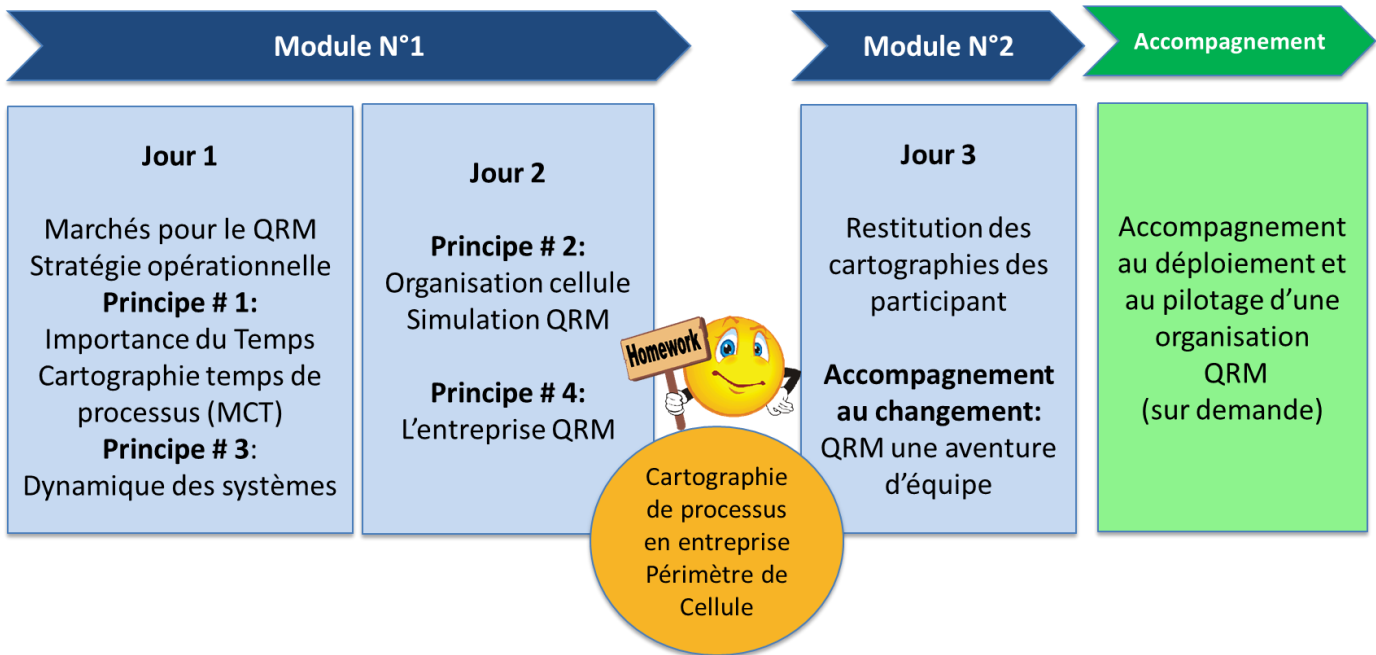 Module N°1
Module N°2
Accompagnement
Jour 1
Marchés pour le QRM
Stratégie opérationnelle
Principe # 1:
Importance du Temps
Cartographie temps de
processus (MCT)
Principe # 3:
Dynamique des systèmes
Jour 2
Principe # 2:
Organisation cellule
Simulation QRM
Principe # 4:
L'entreprise QRM
Homework
Cartographie
de processus
en entreprise
Périmètre de
Cellule
Jour 3
Restitution des
cartographies des
participant
Accompagnement
au changement:
QRM une aventure
d'équipe
Accompagnement
au déploiement et
au pilotage d'une
organisation
QRM
(sur demande)